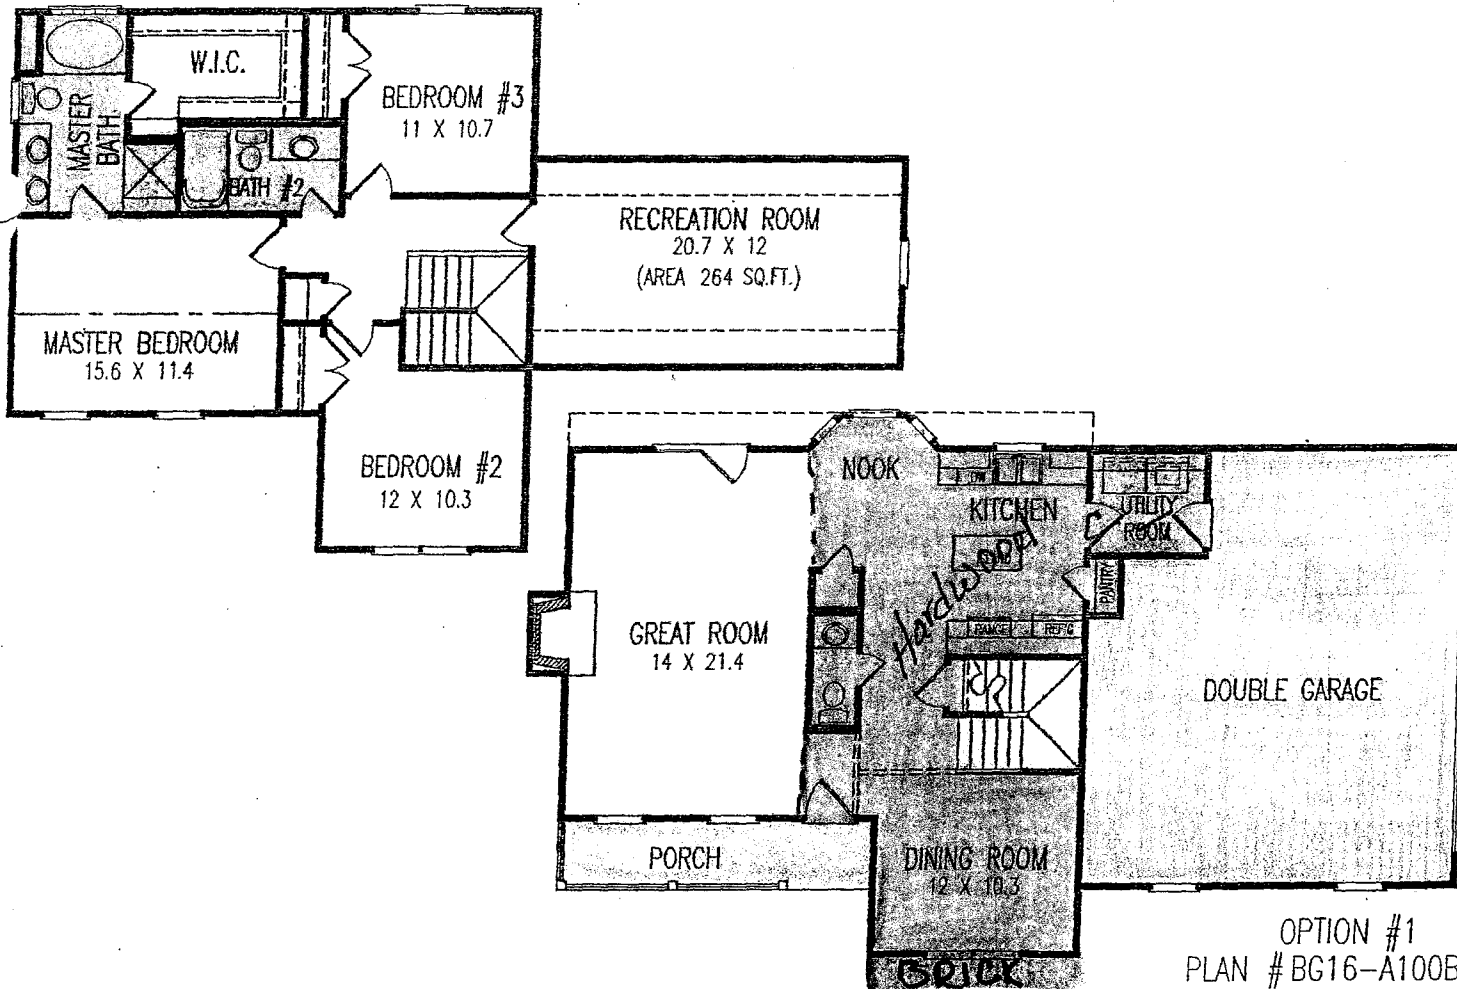 W.I.C.
BEDROOM #3
11 X 10.7
MASTER
BATH
BATH #2
RECREATION ROOM
20.7 X 12
(AREA 264 SQ.FT.)
MASTER BEDROOM
15.6 X 11.4
BEDROOM #2
12 X 10.3
NOOK
DW
KITCHEN
UTILITY
ROOM
PANTRY
Hardwood
RANGE
REFG
GREAT ROOM
14 X 21.4
DOUBLE GARAGE
PORCH
DINING ROOM
12 X 10.3
BRICK
OPTION #1
PLAN #BG16-A100B